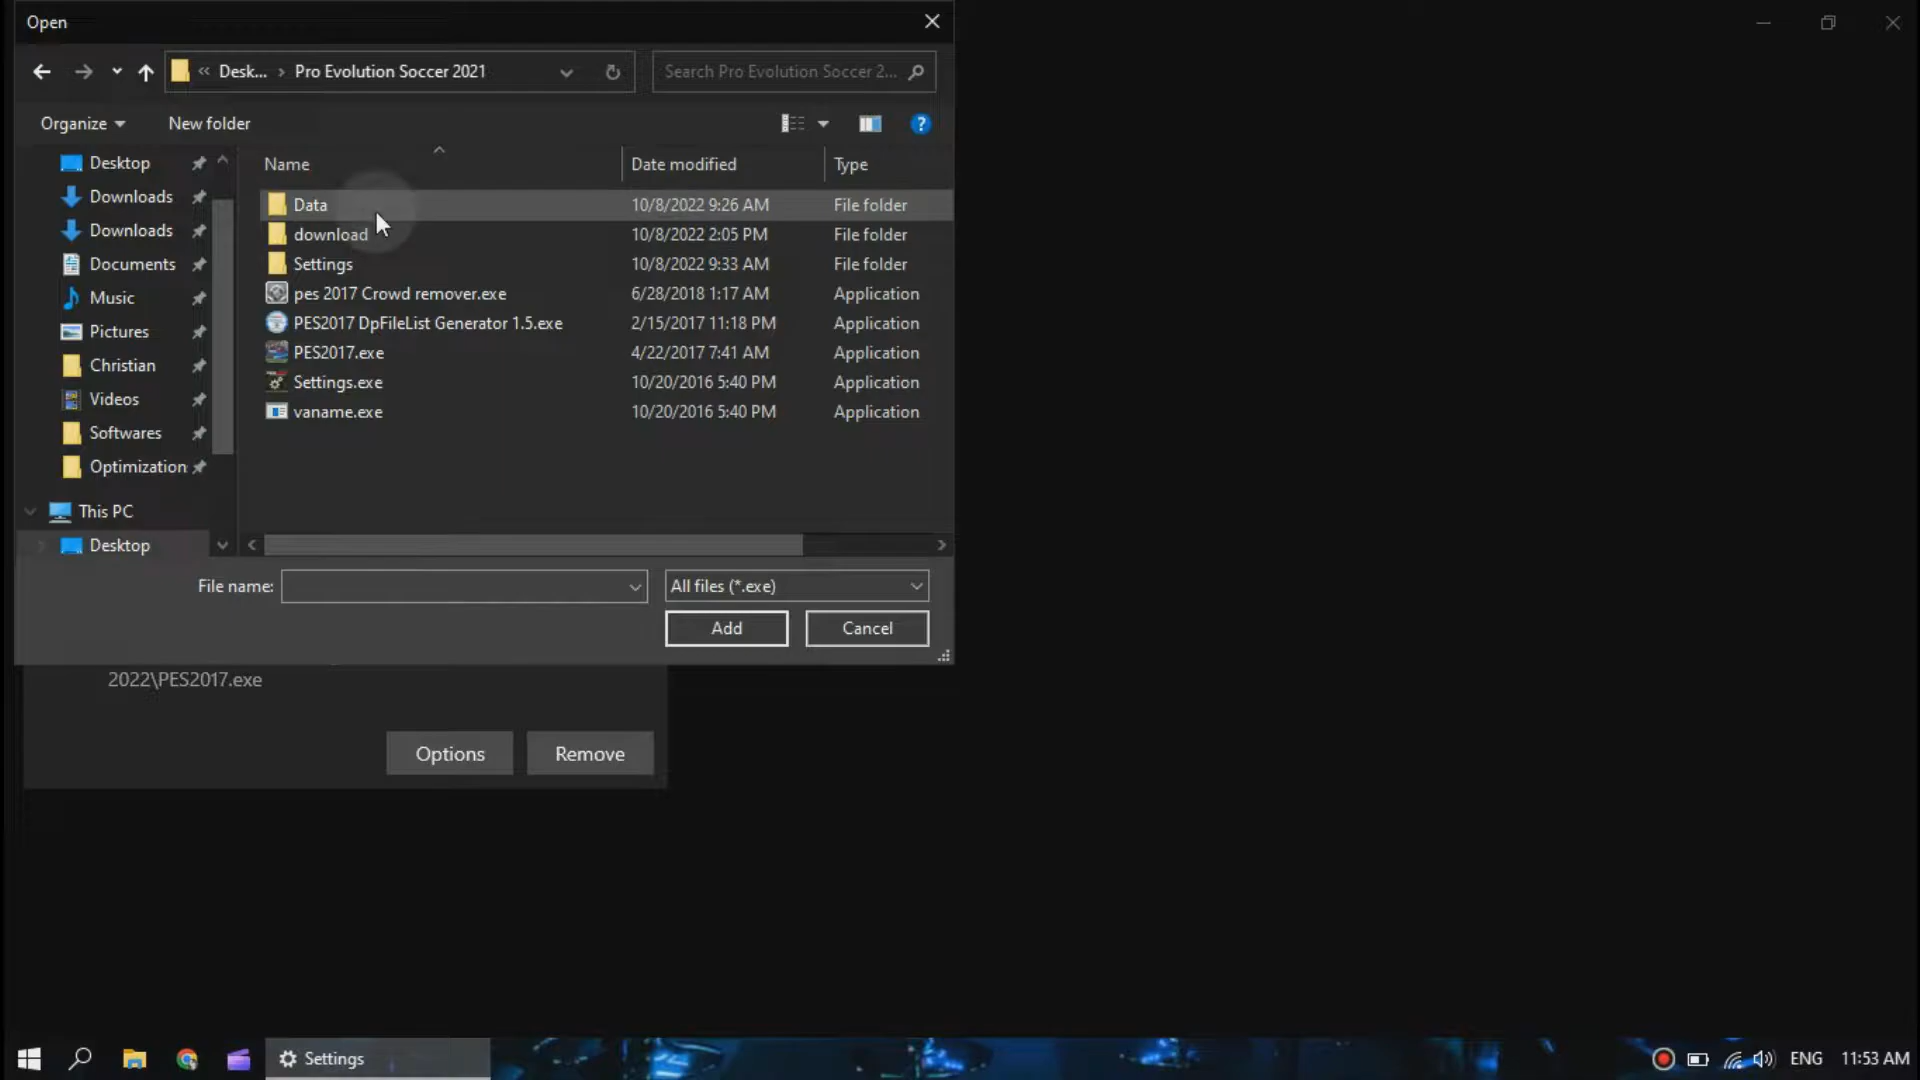 Open
« Desk... › Pro Evolution Soccer 2021
Search Pro Evolution Soccer 2...
Organize
New folder
Name
Date modified
Type
Desktop
Downloads
Downloads
Documents
Music
Pictures
Christian
Videos
Softwares
Optimization
This PC
Desktop
Data 10/8/2022 9:26 AM File folder
download 10/8/2022 2:05 PM File folder
Settings 10/8/2022 9:33 AM File folder
pes 2017 Crowd remover.exe 6/28/2018 1:17 AM Application
PES2017 DpFileList Generator 1.5.exe 2/15/2017 11:18 PM Application
PES2017.exe 4/22/2017 7:41 AM Application
Settings.exe 10/20/2016 5:40 PM Application
vaname.exe 10/20/2016 5:40 PM Application
File name:
All files (*.exe)
Add
Cancel
2022\PES2017.exe
Options
Remove
Settings
ENG
11:53 AM